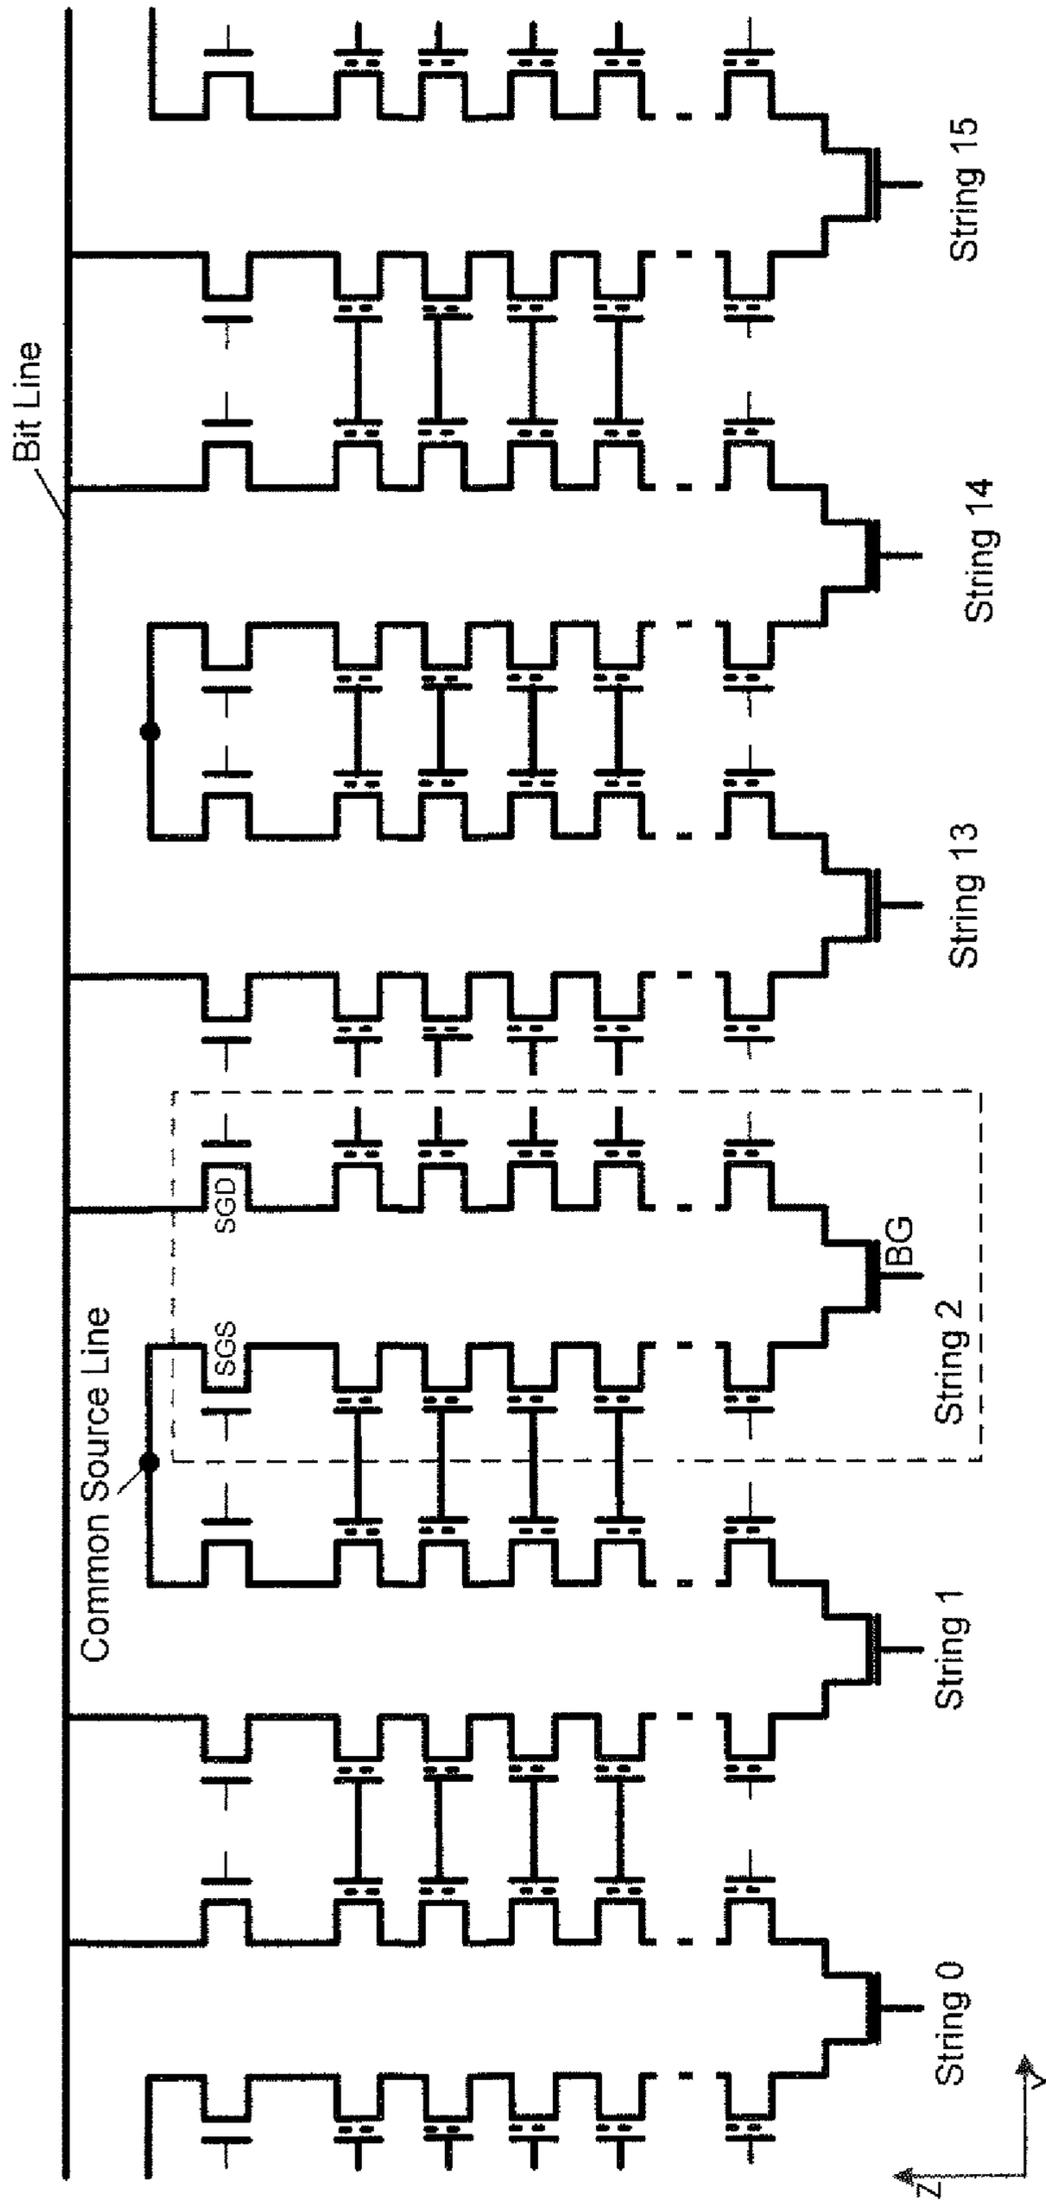 Bit Line
Common Source Line
SGS
SGD
BG
String 0
String 1
String 2
String 13
String 14
String 15
Z
Y